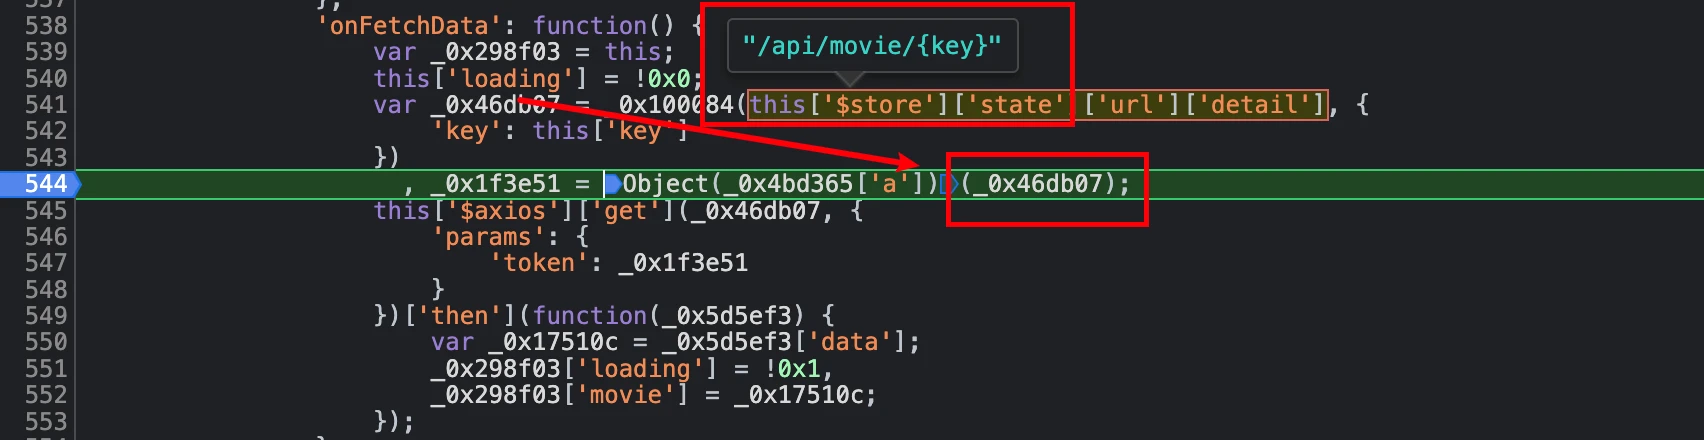 537 },
538 'onFetchData': function() {
"/api/movie/{key}"
539 var _0x298f03 = this;
540 this['loading'] = !0x0;
541 var _0x46db07 = _0x100084(this['$store']['state']['url']['detail'], {
542 'key': this['key']
543 })
544 , _0x1f3e51 = Object(_0x4bd365['a'])(_0x46db07);
545 this['$axios']['get'](_0x46db07, {
546 'params': {
547 'token': _0x1f3e51
548 }
549 })['then'](function(_0x5d5ef3) {
550 var _0x17510c = _0x5d5ef3['data'];
551 _0x298f03['loading'] = !0x1,
552 _0x298f03['movie'] = _0x17510c;
553 });